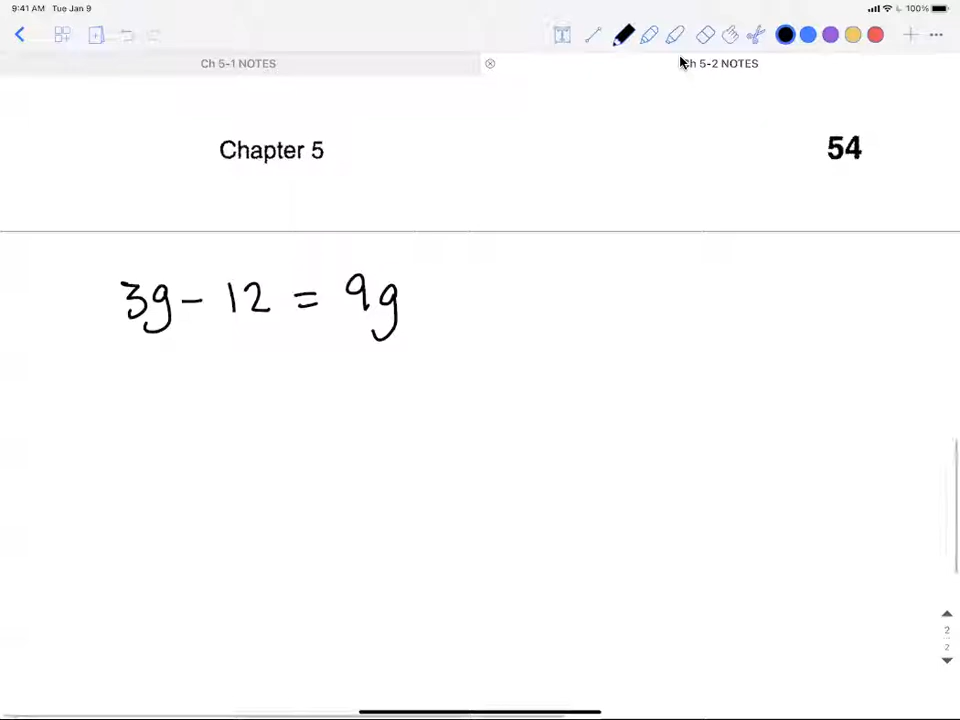 9:41 AM Tue Jan 9
100%
Ch 5-1 NOTES
Ch 5-2 NOTES
Chapter 5
54
3g - 12 = 9g
2
2